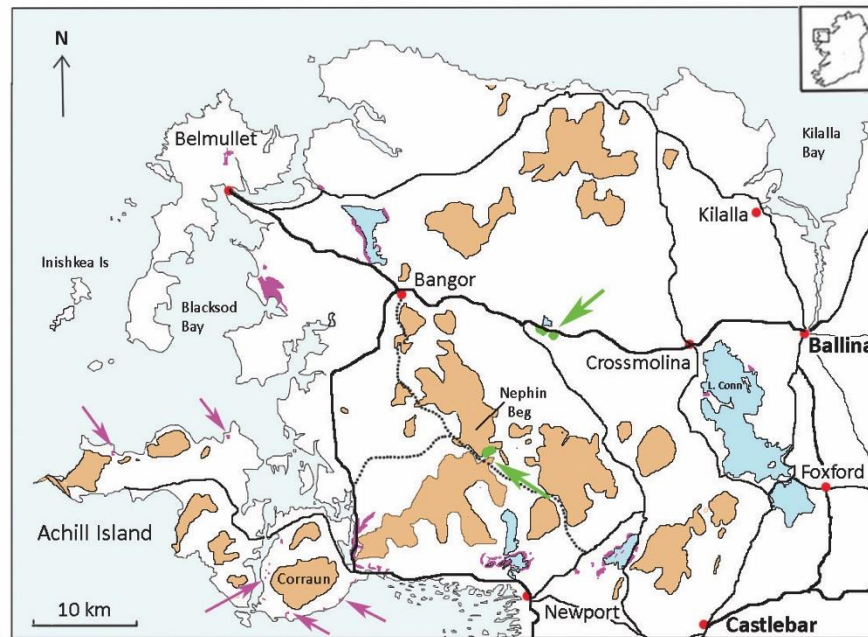 N
Belmullet
Kilalla
Bay
Kilalla
Inishkea Is
Blacksod
Bay
Bangor
Crossmolina
Ballina
L. Conn
Nephin
Beg
Foxford
Achill Island
Corraun
10 km
Newport
Castlebar